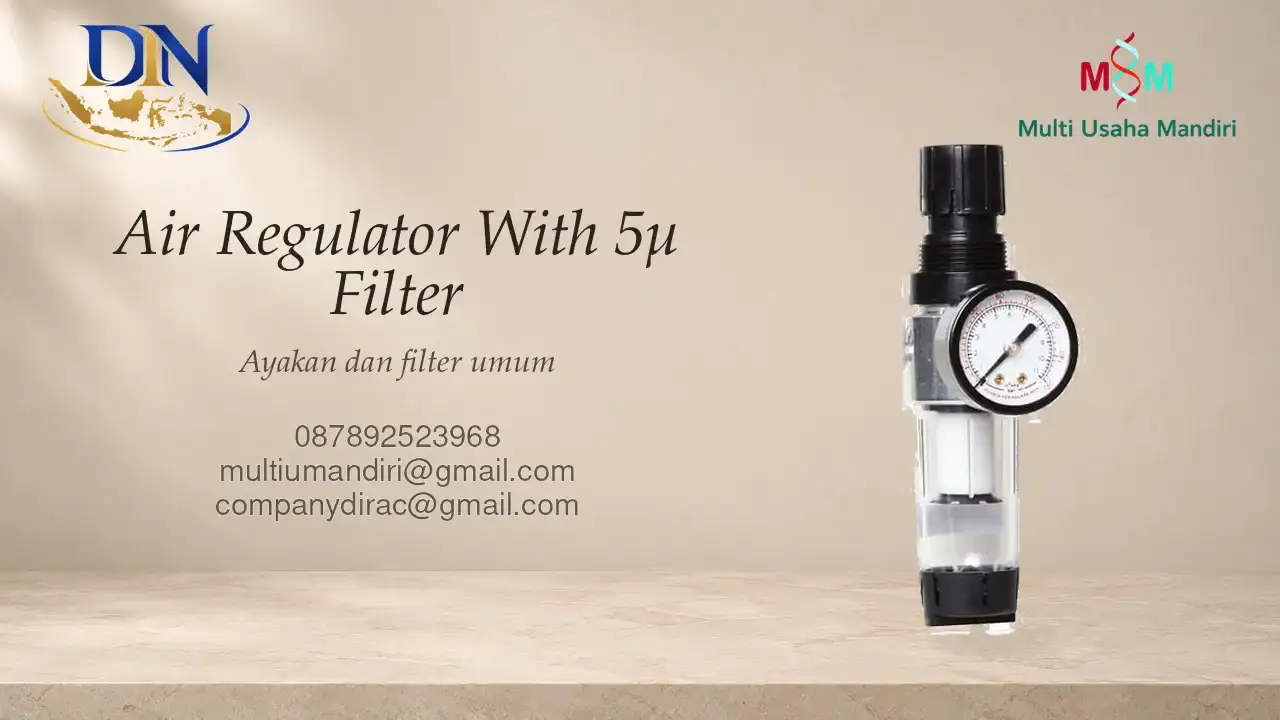 DN
M M
Multi Usaha Mandiri
Air Regulator With 5µ
Filter
Ayakan dan filter umum
087892523968
multiumandiri@gmail.com
companydirac@gmail.com